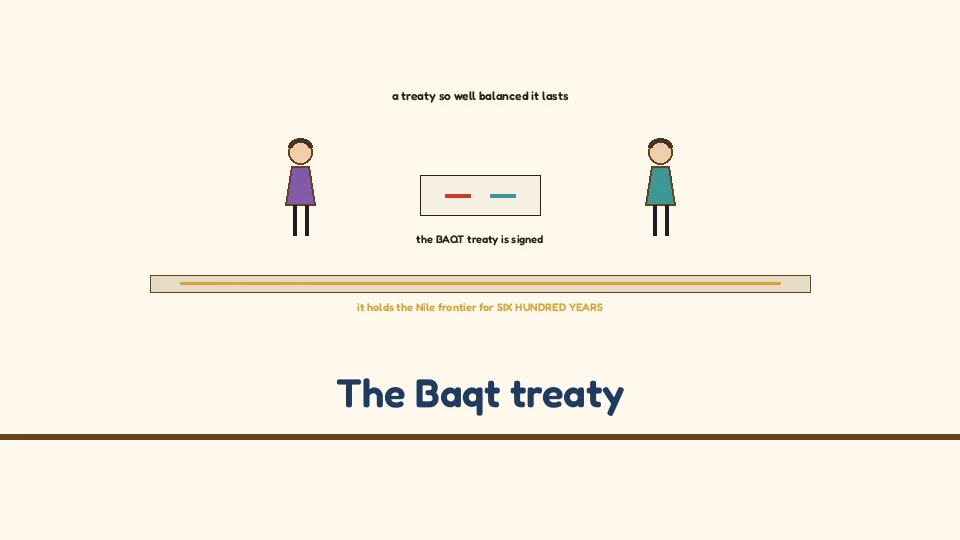 a treaty so well balanced it lasts
the BAQT treaty is signed
it holds the Nile frontier for SIX HUNDRED YEARS
The Baqt treaty